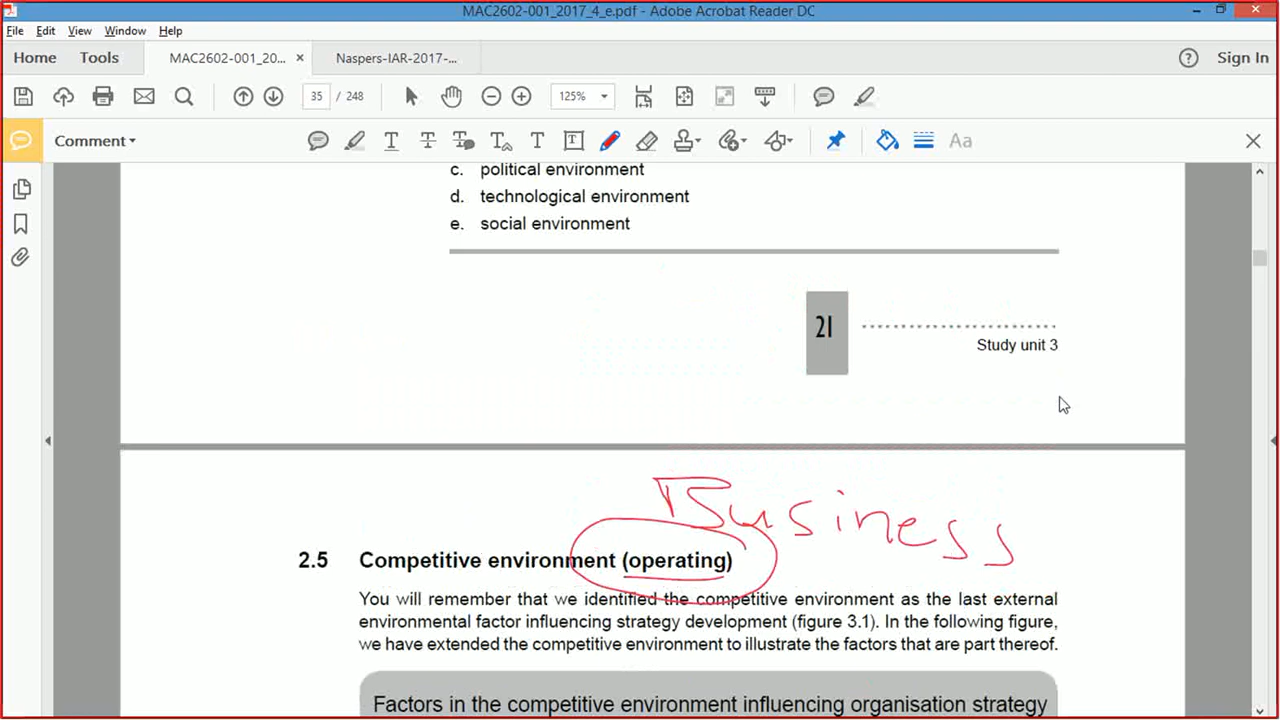 MAC2602-001_2017_4_e.pdf - Adobe Acrobat Reader DC
File Edit View Window Help
Home Tools MAC2602-001_20... × Naspers-IAR-2017-... ? Sign In
35 / 248 125%
Comment Aa
c. political environment
d. technological environment
e. social environment
21
Study unit 3
Business
2.5 Competitive environment (operating)
You will remember that we identified the competitive environment as the last external
environmental factor influencing strategy development (figure 3.1). In the following figure,
we have extended the competitive environment to illustrate the factors that are part thereof.
Factors in the competitive environment influencing organisation strategy